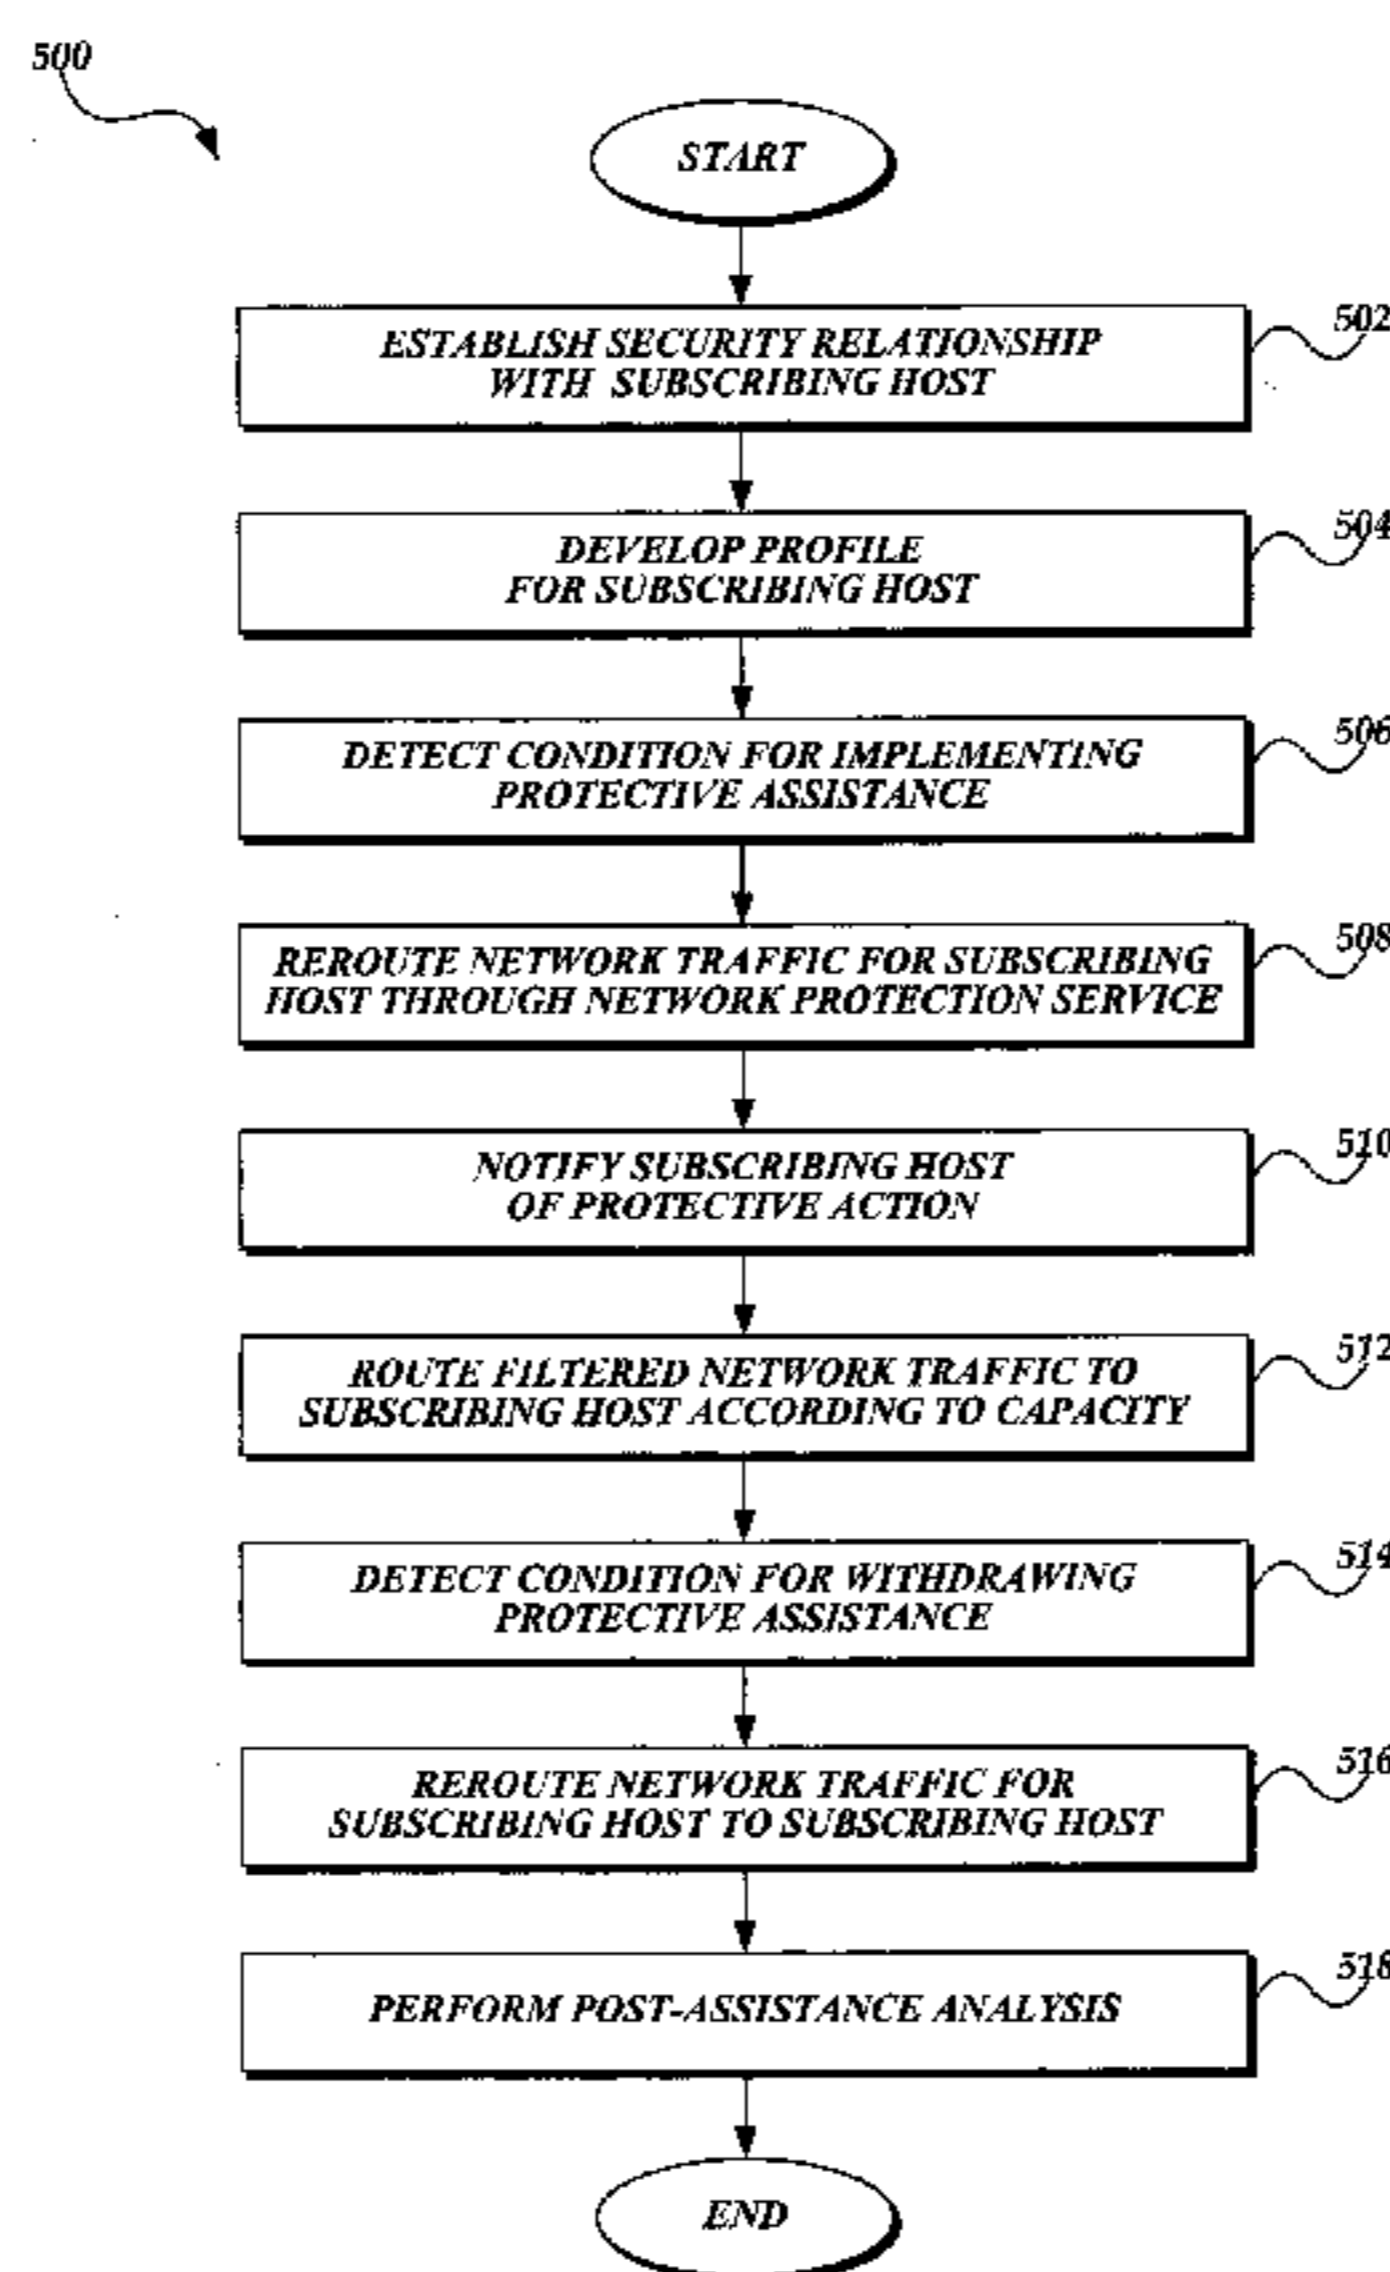 500
START
ESTABLISH SECURITY RELATIONSHIP
WITH SUBSCRIBING HOST
502
DEVELOP PROFILE
FOR SUBSCRIBING HOST
504
DETECT CONDITION FOR IMPLEMENTING
PROTECTIVE ASSISTANCE
506
REROUTE NETWORK TRAFFIC FOR SUBSCRIBING
HOST THROUGH NETWORK PROTECTION SERVICE
508
NOTIFY SUBSCRIBING HOST
OF PROTECTIVE ACTION
510
ROUTE FILTERED NETWORK TRAFFIC TO
SUBSCRIBING HOST ACCORDING TO CAPACITY
512
DETECT CONDITION FOR WITHDRAWING
PROTECTIVE ASSISTANCE
514
REROUTE NETWORK TRAFFIC FOR
SUBSCRIBING HOST TO SUBSCRIBING HOST
516
PERFORM POST-ASSISTANCE ANALYSIS
518
END